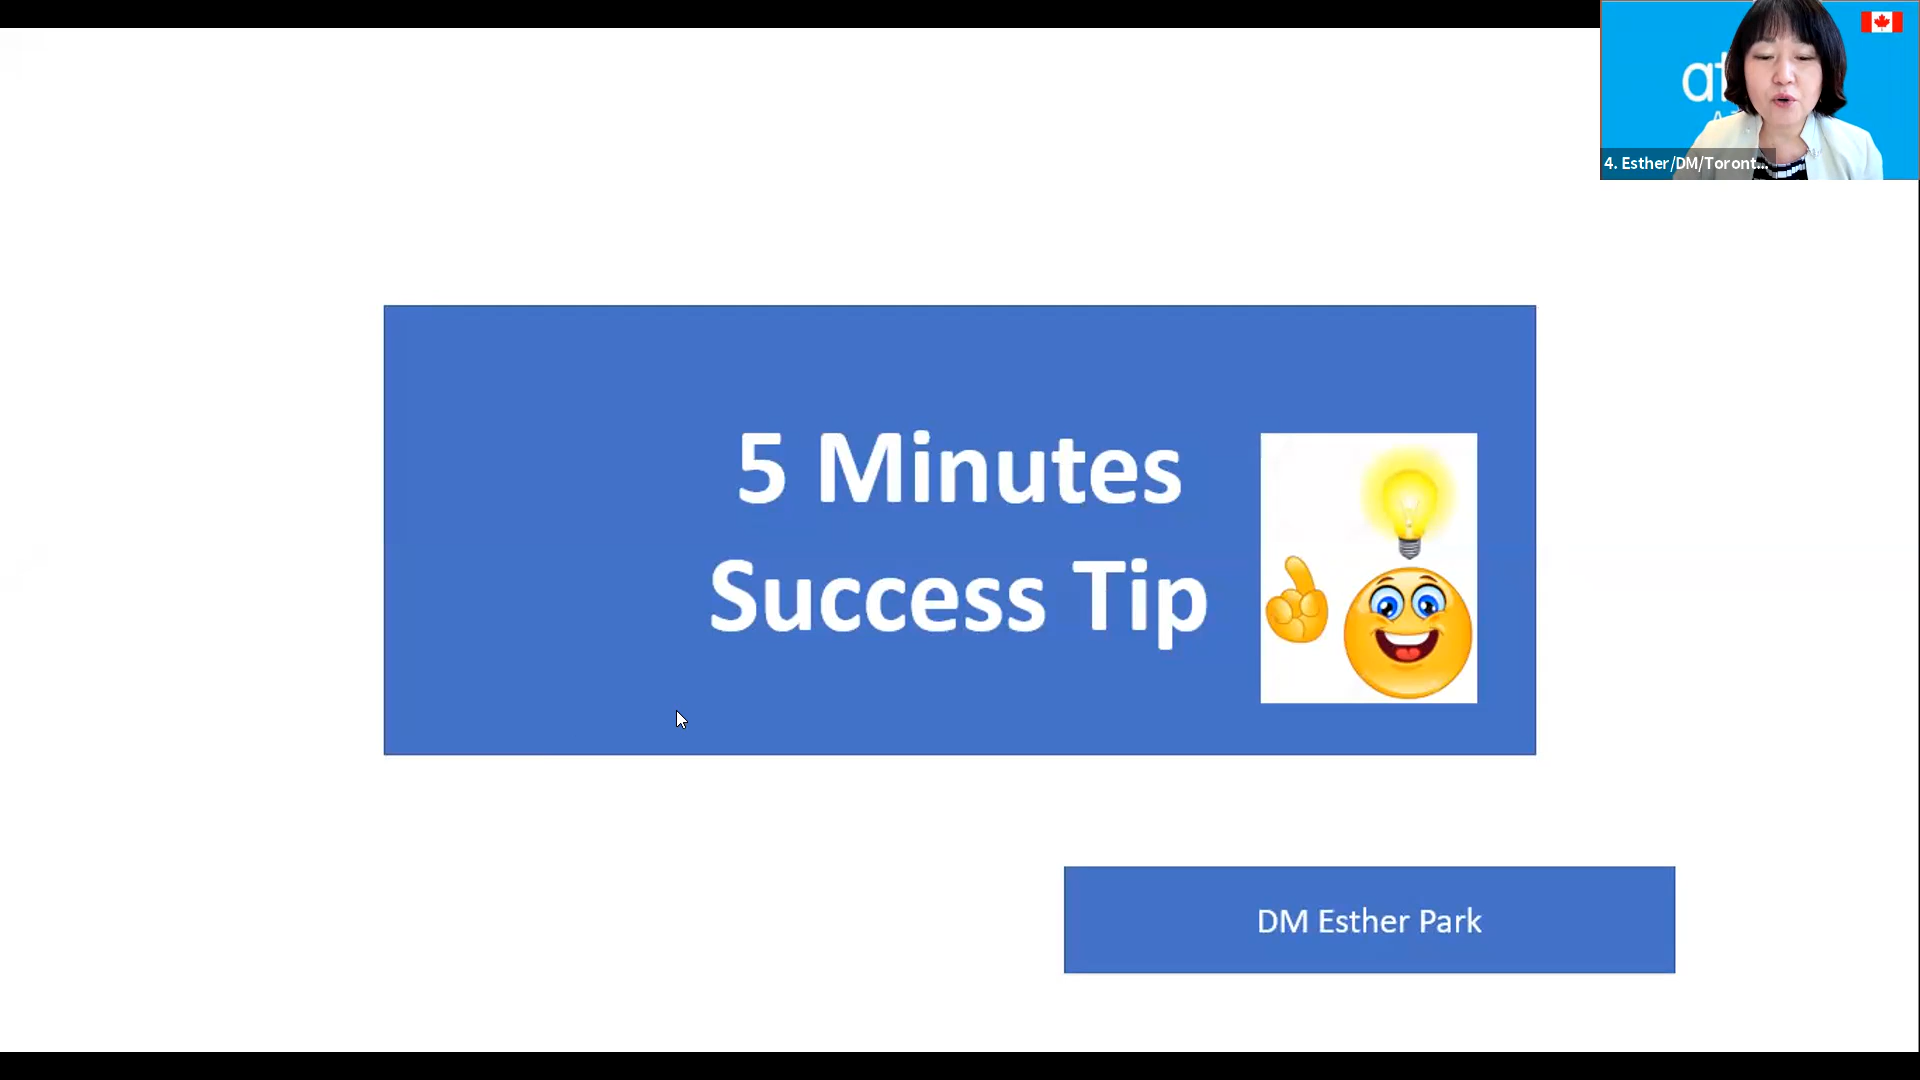 4. Esther/DM/Toront...
5 Minutes
Success Tip
DM Esther Park